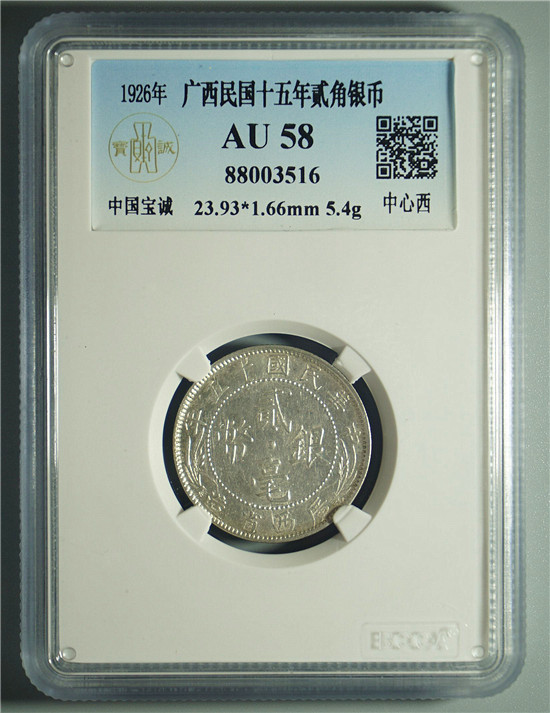 1926年 广西民国十五年贰角银币
AU 58
88003516
寶 誠
中国宝诚 23.93*1.66mm 5.4g 中心西
華民國十五年
貳毫銀幣
廣西省